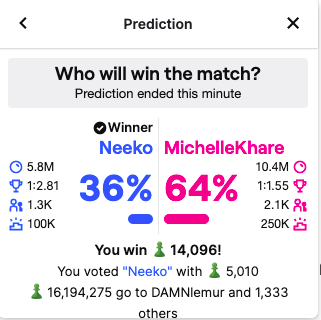 Prediction
Who will win the match?
Prediction ended this minute
Winner
Neeko
MichelleKhare
5.8M
1:2.81
1.3K
100K
36%
64%
10.4M
1:1.55
2.1K
250K
You win 14,096!
You voted "Neeko" with 5,010
16,194,275 go to DAMNlemur and 1,333
others